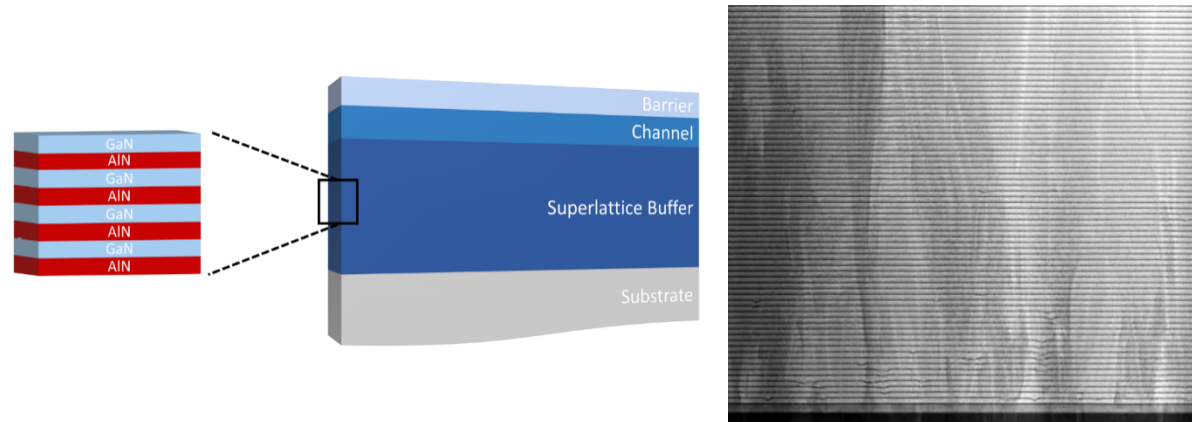 GaN
AlN
GaN
AlN
GaN
AlN
GaN
AlN
Barrier
Channel
Superlattice Buffer
Substrate